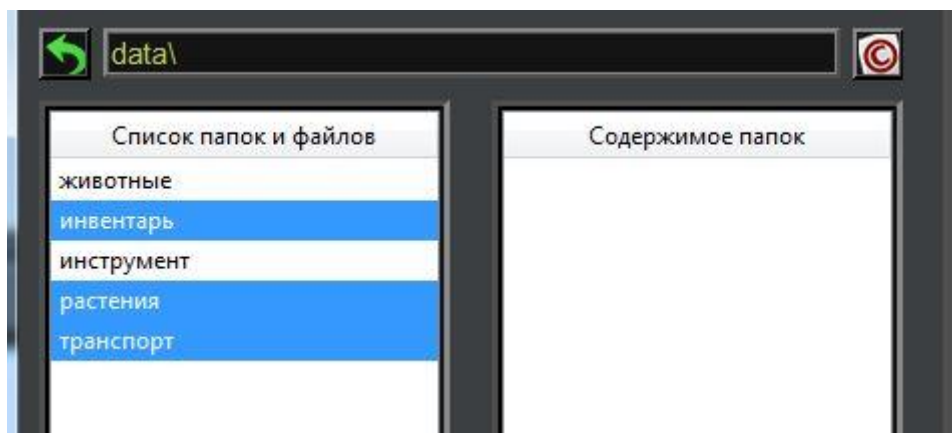 data\
©
Список папок и файлов
Содержимое папок
животные
инвентарь
инструмент
растения
транспорт